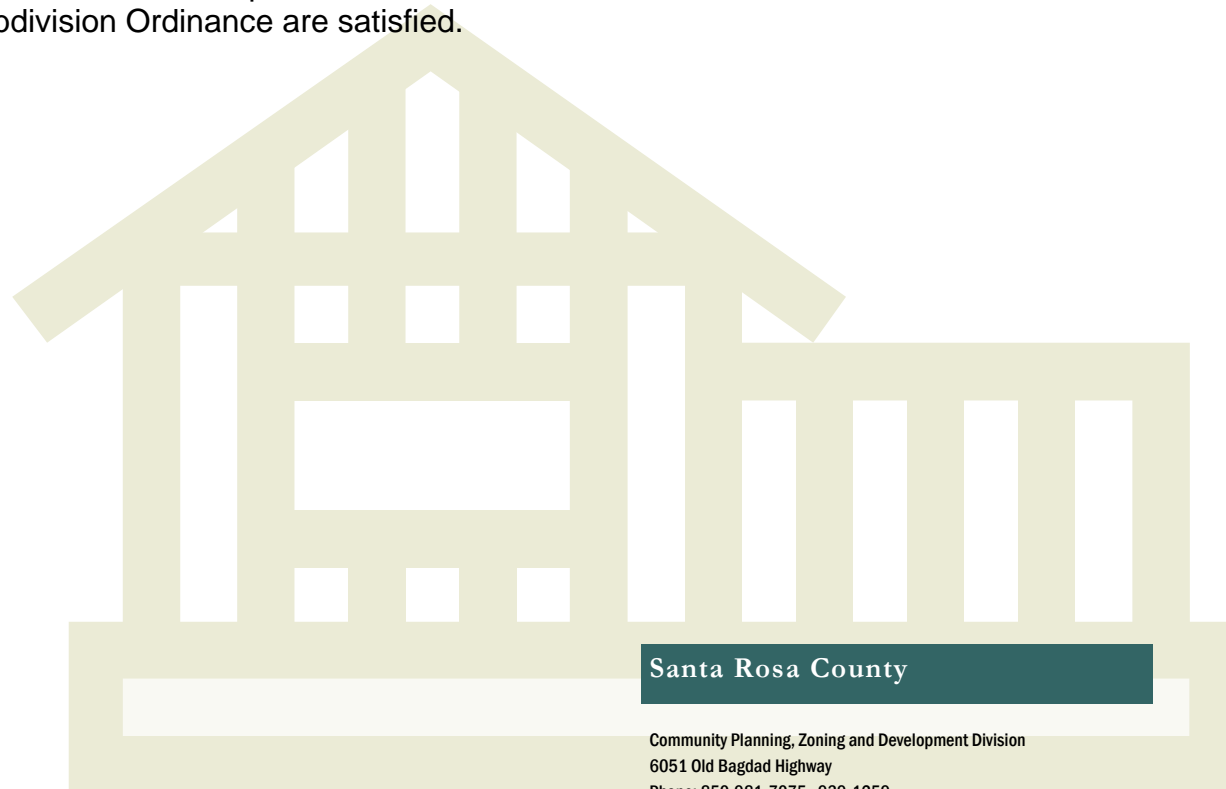 odivision Ordinance are satisfied.
Santa Rosa County
Community Planning, Zoning and Development Division
6051 Old Bagdad Highway